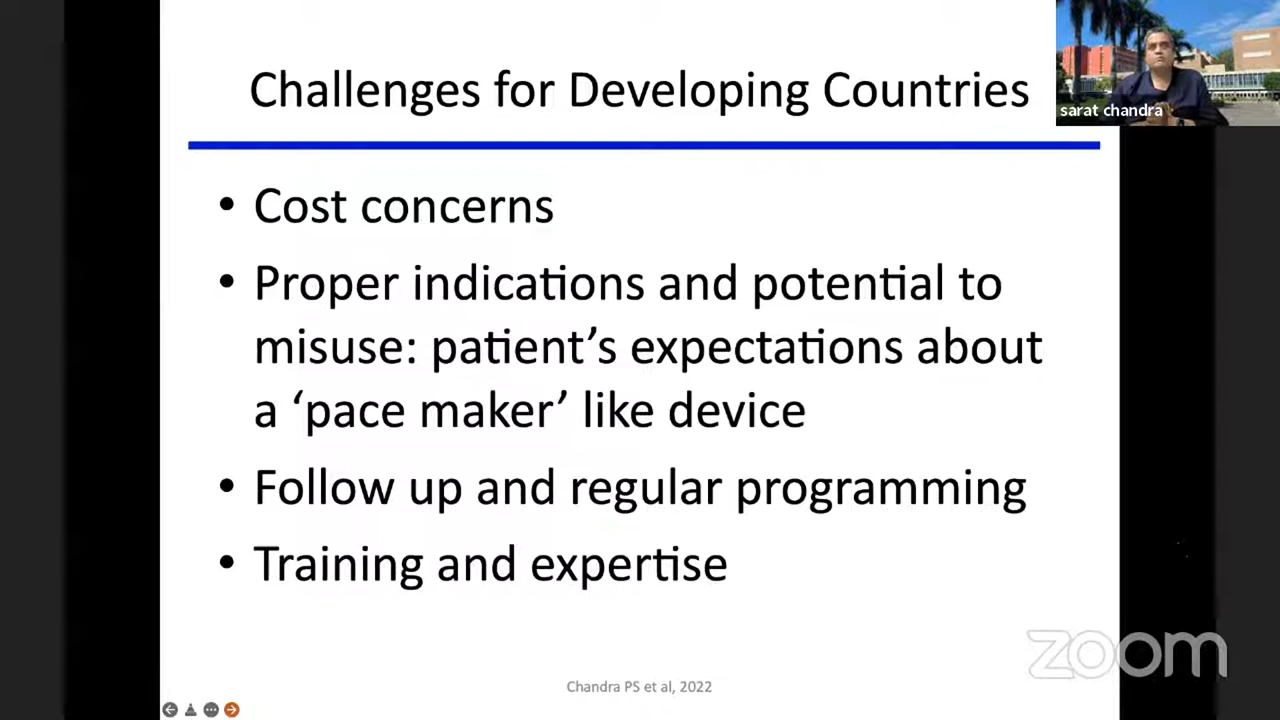 Challenges for Developing Countries
sarat chandra
• Cost concerns
• Proper indications and potential to
misuse: patient’s expectations about
a ‘pace maker’ like device
• Follow up and regular programming
• Training and expertise
zoom
Chandra PS et al, 2022